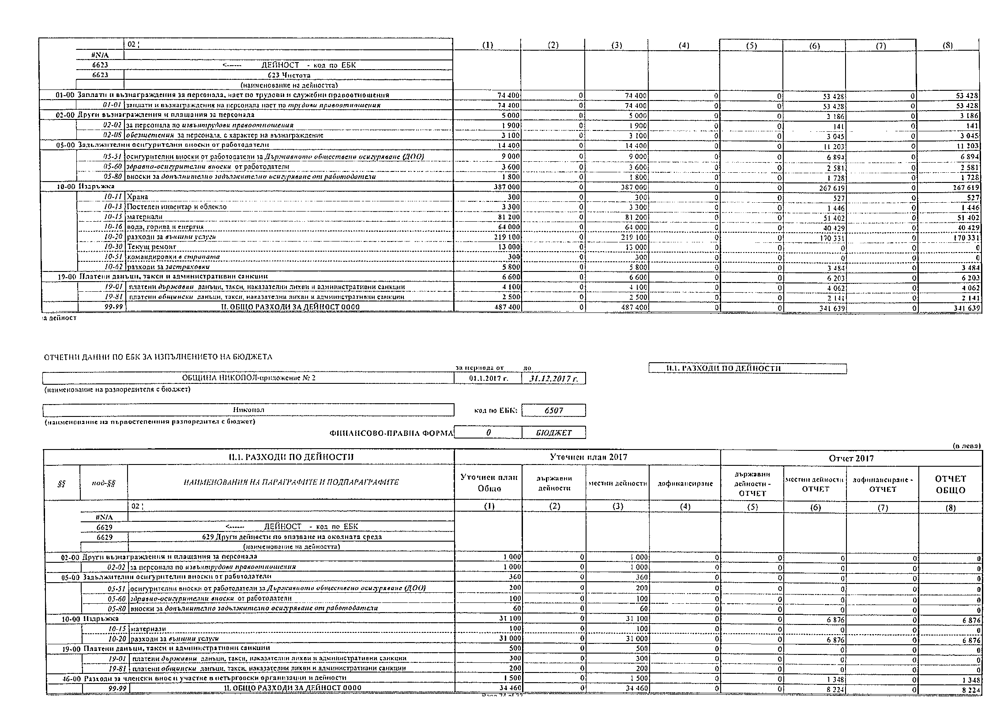 02 ¦ (1) (2) (3) (4) (5) (6) (7) (8)
#N/A
6623 <------ ДЕЙНОСТ - код по ЕБК
6623 623 Чистота
(наименование на дейността)
01-00 Заплати и възнаграждения за персонала, нает по трудови и служебни правоотношения 74 400 0 74 400 0 0 53 428 0 53 428
01-01 заплати и възнаграждения на персонала нает по трудови правоотношения 74 400 0 74 400 0 0 53 428 0 53 428
02-00 Други възнаграждения и плащания за персонала 5 000 0 5 000 0 0 3 186 0 3 186
02-02 за персонала по извънтрудови правоотношения 1 900 0 1 900 0 0 141 0 141
02-08 обезщетения за персонала, с характер на възнаграждение 3 100 0 3 100 0 0 3 045 0 3 045
05-00 Задължителни осигурителни вноски от работодатели 14 400 0 14 400 0 0 11 203 0 11 203
05-51 осигурителни вноски от работодатели за Държавното обществено осигуряване (ДОО) 9 000 0 9 000 0 0 6 894 0 6 894
05-60 здравно-осигурителни вноски от работодатели 3 600 0 3 600 0 0 2 581 0 2 581
05-80 вноски за допълнително задължително осигуряване от работодатели 1 800 0 1 800 0 0 1 728 0 1 728
10-00 Издръжка 387 000 0 387 000 0 0 267 619 0 267 619
10-11 Храна 300 0 300 0 0 527 0 527
10-13 Постелен инвентар и облекло 3 300 0 3 300 0 0 1 446 0 1 446
10-15 материали 81 200 0 81 200 0 0 51 402 0 51 402
10-16 вода, горива и енергия 64 000 0 64 000 0 0 40 429 0 40 429
10-20 разходи за външни услуги 219 100 0 219 100 0 0 170 331 0 170 331
10-30 Текущ ремонт 13 000 0 13 000 0 0 0 0 0
10-51 командировки в страната 300 0 300 0 0 0 0 0
10-62 разходи за застраховки 5 800 0 5 800 0 0 3 484 0 3 484
19-00 Платени данъци, такси и административни санкции 6 600 0 6 600 0 0 6 203 0 6 203
19-01 платени държавни данъци, такси, наказателни лихви и административни санкции 4 100 0 4 100 0 0 4 062 0 4 062
19-81 платени общински данъци, такси, наказателни лихви и административни санкции 2 500 0 2 500 0 0 2 141 0 2 141
99-99 II. ОБЩО РАЗХОДИ ЗА ДЕЙНОСТ 0000 487 400 0 487 400 0 0 341 639 0 341 639
а дейност
ОТЧЕТНИ ДАННИ ПО ЕБК ЗА ИЗПЪЛНЕНИЕТО НА БЮДЖЕТА
за периода от до II.1. РАЗХОДИ ПО ДЕЙНОСТИ
ОБЩИНА НИКОПОЛ-приложение № 2 01.1.2017 г. 31.12.2017 г.
(наименование на разпоредителя с бюджет)
Никопол код по ЕБК: 6507
(наименование на първостепенния разпоредител с бюджет)
ФИНАНСОВО-ПРАВНА ФОРМА 0 БЮДЖЕТ
(в лева)
II.1. РАЗХОДИ ПО ДЕЙНОСТИ Уточнен план 2017 Отчет 2017
§§ под-§§ НАИМЕНОВАНИЯ НА ПАРАГРАФИТЕ И ПОДПАРАГРАФИТЕ Уточнен план Общо държавни дейности местни дейности дофинансиране държавни дейности - ОТЧЕТ местни дейности ОТЧЕТ дофинансиране - ОТЧЕТ ОТЧЕТ ОБЩО
02 ¦ (1) (2) (3) (4) (5) (6) (7) (8)
#N/A
6629 <------ ДЕЙНОСТ - код по ЕБК
6629 629 Други дейности по опазване на околната среда
(наименование на дейността)
02-00 Други възнаграждения и плащания за персонала 1 000 0 1 000 0 0 0 0 0
02-02 за персонала по извънтрудови правоотношения 1 000 0 1 000 0 0 0 0 0
05-00 Задължителни осигурителни вноски от работодатели 360 0 360 0 0 0 0 0
05-51 осигурителни вноски от работодатели за Държавното обществено осигуряване (ДОО) 200 0 200 0 0 0 0 0
05-60 здравно-осигурителни вноски от работодатели 100 0 100 0 0 0 0 0
05-80 вноски за допълнително задължително осигуряване от работодатели 60 0 60 0 0 0 0 0
10-00 Издръжка 31 100 0 31 100 0 0 6 876 0 6 876
10-15 материали 100 0 100 0 0 0 0 0
10-20 разходи за външни услуги 31 000 0 31 000 0 0 6 876 0 6 876
19-00 Платени данъци, такси и административни санкции 500 0 500 0 0 0 0 0
19-01 платени държавни данъци, такси, наказателни лихви и административни санкции 300 0 300 0 0 0 0 0
19-81 платени общински данъци, такси, наказателни лихви и административни санкции 200 0 200 0 0 0 0 0
46-00 Разходи за членски внос и участие в нетърговски организации и дейности 1 500 0 1 500 0 0 1 348 0 1 348
99-99 II. ОБЩО РАЗХОДИ ЗА ДЕЙНОСТ 0000 34 460 0 34 460 0 0 8 224 0 8 224